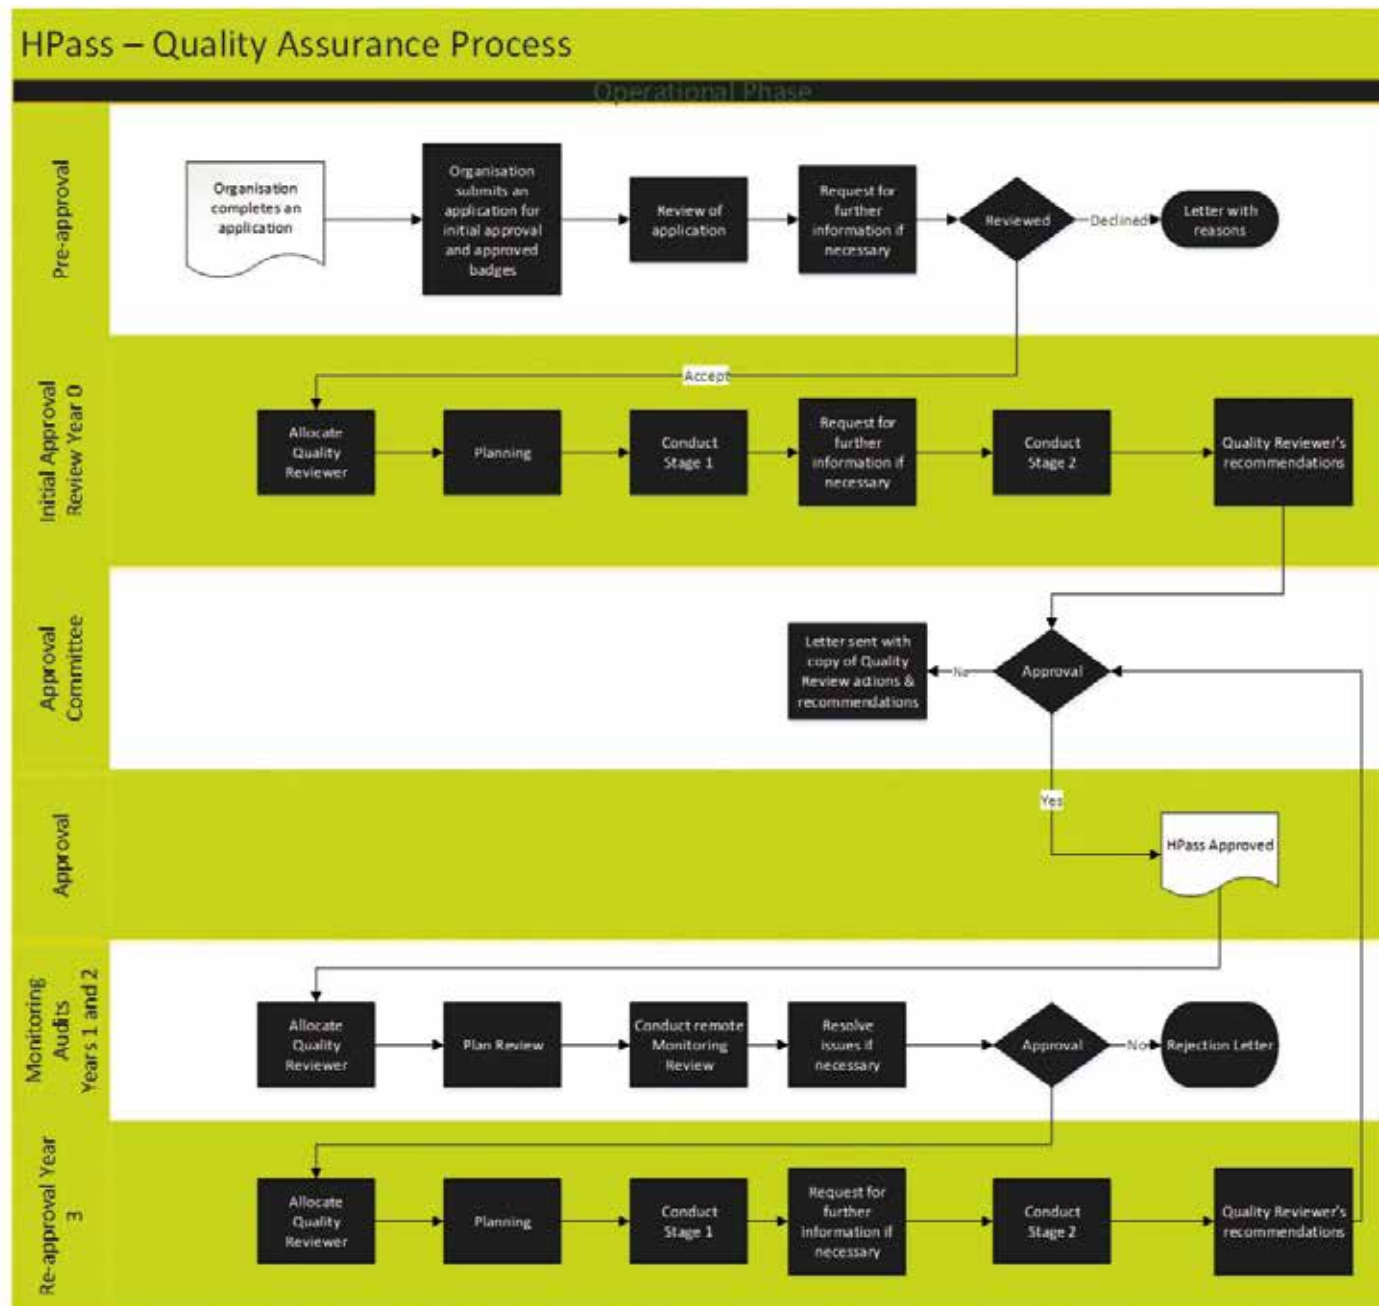 HPass – Quality Assurance Process
Operational Phase
Pre-approval
Organisation
completes an
application
Organisation
submits an
application for
initial approval
and approved
badges
Review of
application
Request for
further
information if
necessary
Reviewed
Declined
Letter with
reasons
Initial Approval
Review Year 0
Accept
Allocate
Quality
Reviewer
Planning
Conduct
Stage 1
Request for
further
information if
necessary
Conduct
Stage 2
Quality Reviewer's
recommendations
Approval
Committee
Letter sent with
copy of Quality
Review actions &
recommendations
No
Approval
Approval
Yes
HPass Approved
Monitoring
Audits
Years 1 and 2
Allocate
Quality
Reviewer
Plan Review
Conduct remote
Monitoring
Review
Resolve
issues if
necessary
Approval
No
Rejection Letter
Re-approval Year
3
Allocate
Quality
Reviewer
Planning
Conduct
Stage 1
Request for
further
information if
necessary
Conduct
Stage 2
Quality Reviewer's
recommendations